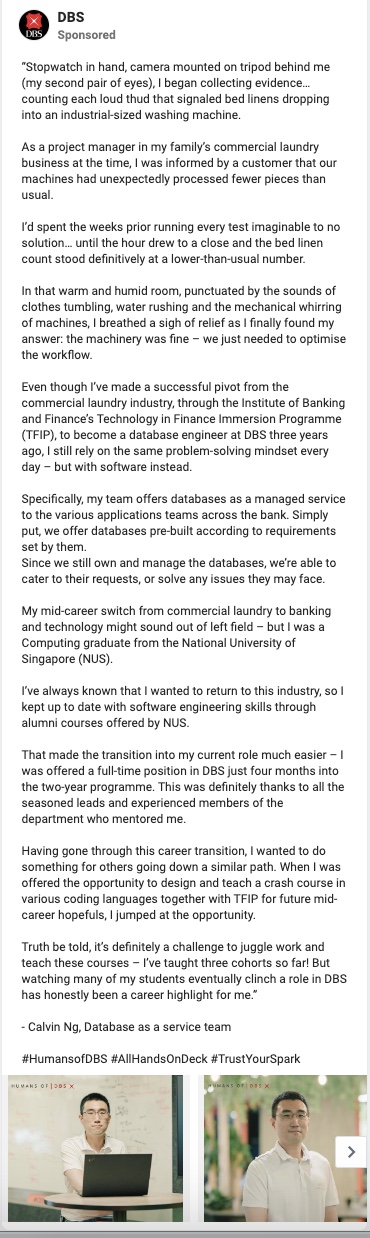 DBS
Sponsored
DBS
“Stopwatch in hand, camera mounted on tripod behind me
(my second pair of eyes), I began collecting evidence…
counting each loud thud that signaled bed linens dropping
into an industrial-sized washing machine.
As a project manager in my family’s commercial laundry
business at the time, I was informed by a customer that our
machines had unexpectedly processed fewer pieces than
usual.
I’d spent the weeks prior running every test imaginable to no
solution… until the hour drew to a close and the bed linen
count stood definitively at a lower-than-usual number.
In that warm and humid room, punctuated by the sounds of
clothes tumbling, water rushing and the mechanical whirring
of machines, I breathed a sigh of relief as I finally found my
answer: the machinery was fine – we just needed to optimise
the workflow.
Even though I’ve made a successful pivot from the
commercial laundry industry, through the Institute of Banking
and Finance’s Technology in Finance Immersion Programme
(TFIP), to become a database engineer at DBS three years
ago, I still rely on the same problem-solving mindset every
day – but with software instead.
Specifically, my team offers databases as a managed service
to the various applications teams across the bank. Simply
put, we offer databases pre-built according to requirements
set by them.
Since we still own and manage the databases, we’re able to
cater to their requests, or solve any issues they may face.
My mid-career switch from commercial laundry to banking
and technology might sound out of left field – but I was a
Computing graduate from the National University of
Singapore (NUS).
I’ve always known that I wanted to return to this industry, so I
kept up to date with software engineering skills through
alumni courses offered by NUS.
That made the transition into my current role much easier – I
was offered a full-time position in DBS just four months into
the two-year programme. This was definitely thanks to all the
seasoned leads and experienced members of the
department who mentored me.
Having gone through this career transition, I wanted to do
something for others going down a similar path. When I was
offered the opportunity to design and teach a crash course in
various coding languages together with TFIP for future mid-
career hopefuls, I jumped at the opportunity.
Truth be told, it’s definitely a challenge to juggle work and
teach these courses – I’ve taught three cohorts so far! But
watching many of my students eventually clinch a role in DBS
has honestly been a career highlight for me.”
- Calvin Ng, Database as a service team
#HumansofDBS #AllHandsOnDeck #TrustYourSpark
HUMANS OF | DBS
HUMANS OF | DBS